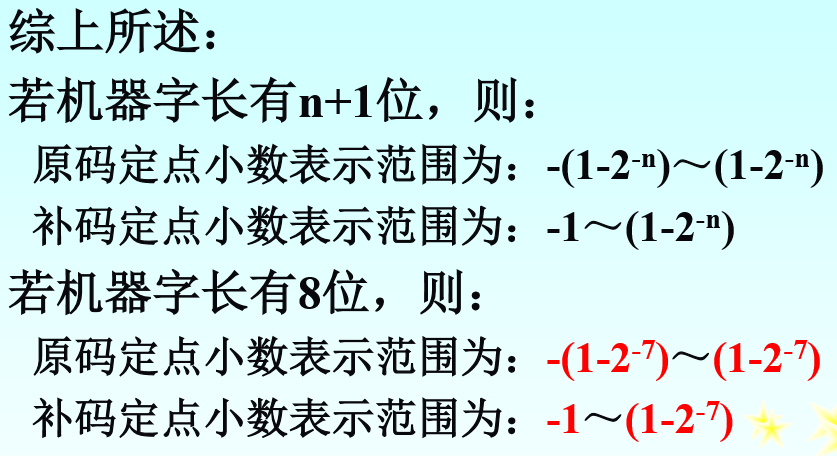 综上所述：
若机器字长有n+1位，则：
原码定点小数表示范围为：-(1-2⁻ⁿ)～(1-2⁻ⁿ)
补码定点小数表示范围为：-1～(1-2⁻ⁿ)
若机器字长有8位，则：
原码定点小数表示范围为：-(1-2⁻⁷)～(1-2⁻⁷)
补码定点小数表示范围为：-1～(1-2⁻⁷)